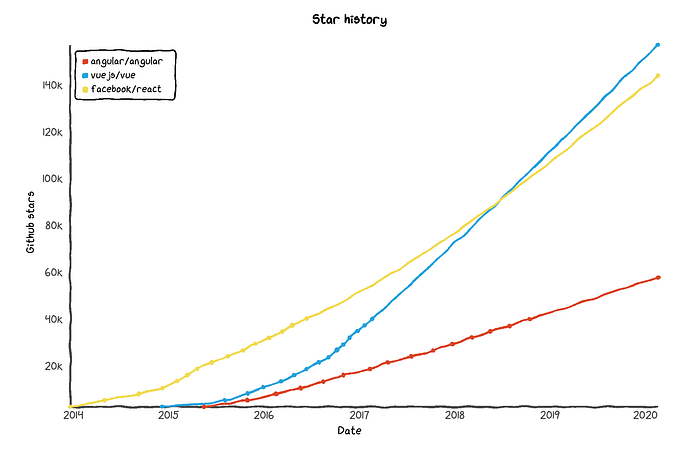 Star history
angular/angular
vuejs/vue
facebook/react
140k
120k
100k
80k
60k
40k
20k
Github stars
2014 2015 2016 2017 2018 2019 2020
Date